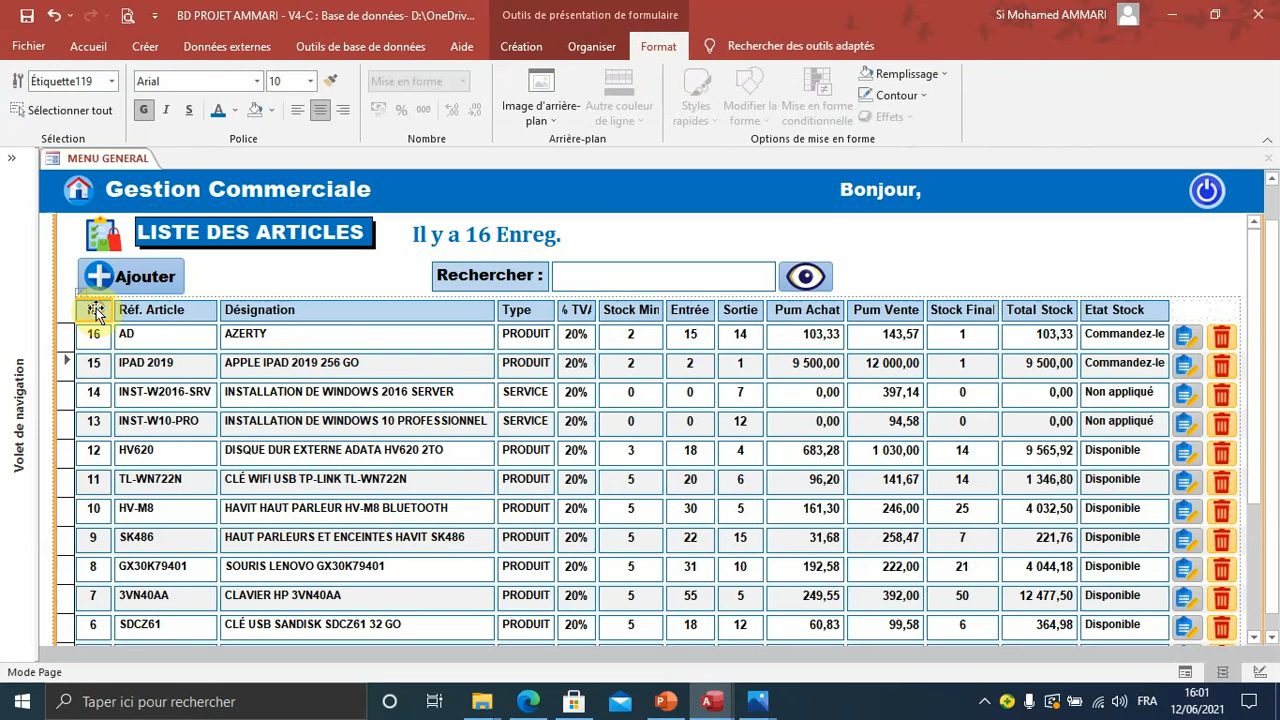 BD PROJET AMMARI - V4-C : Base de données- D:\OneDriv... Outils de présentation de formulaire Si Mohamed AMMARI
Fichier Accueil Créer Données externes Outils de base de données Aide Création Organiser Format Rechercher des outils adaptés
Étiquette119 Arial 10 Mise en forme Image d'arrière-plan Autre couleur de ligne Styles rapides Modifier la forme Mise en forme conditionnelle Remplissage
Sélectionner tout G I S A % 000 Contour
Effets
Sélection Police Nombre Arrière-plan Options de mise en forme
MENU GENERAL
Gestion Commerciale Bonjour,
LISTE DES ARTICLES Il y a 16 Enreg.
Ajouter Rechercher :
Réf. Article Désignation Type % TVA Stock Min Entrée Sortie Pum Achat Pum Vente Stock Final Total Stock Etat Stock
16 AD AZERTY PRODUIT 20% 2 15 14 103,33 143,57 1 103,33 Commandez-le
15 IPAD 2019 APPLE IPAD 2019 256 GO PRODUIT 20% 2 2 1 9 500,00 12 000,00 1 9 500,00 Commandez-le
14 INST-W2016-SRV INSTALLATION DE WINDOWS 2016 SERVER SERVICE 20% 0 0 7 0,00 397,14 0 0,00 Non appliqué
13 INST-W10-PRO INSTALLATION DE WINDOWS 10 PROFESSIONNEL SERVICE 20% 0 0 12 0,00 94,58 0 0,00 Non appliqué
12 HV620 DISQUE DUR EXTERNE ADATA HV620 2TO PRODUIT 20% 3 18 4 683,28 1 030,00 14 9 565,92 Disponible
11 TL-WN722N CLÉ WIFI USB TP-LINK TL-WN722N PRODUIT 20% 5 20 6 96,20 141,67 14 1 346,80 Disponible
10 HV-M8 HAVIT HAUT PARLEUR HV-M8 BLUETOOTH PRODUIT 20% 5 30 5 161,30 246,00 25 4 032,50 Disponible
9 SK486 HAUT PARLEURS ET ENCEINTES HAVIT SK486 PRODUIT 20% 5 22 15 31,68 258,47 7 221,76 Disponible
8 GX30K79401 SOURIS LENOVO GX30K79401 PRODUIT 20% 5 31 10 192,58 222,00 21 4 044,18 Disponible
7 3VN40AA CLAVIER HP 3VN40AA PRODUIT 20% 5 55 5 249,55 392,00 50 12 477,50 Disponible
6 SDCZ61 CLÉ USB SANDISK SDCZ61 32 GO PRODUIT 20% 5 18 12 60,83 99,58 6 364,98 Disponible
Volet de navigation
Mode Page
Taper ici pour rechercher FRA 16:01
12/06/2021